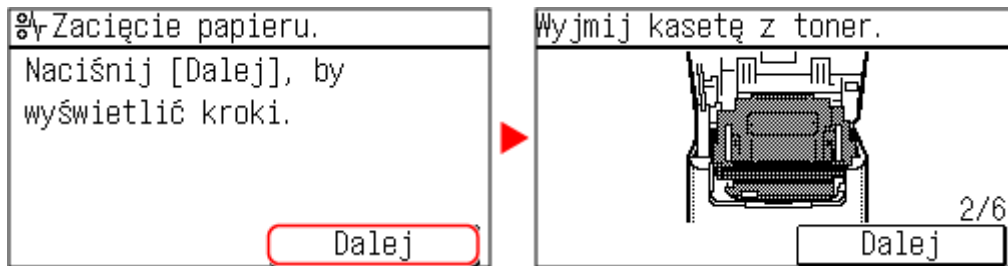 Zacięcie papieru.
Naciśnij [Dalej], by
wyświetlić kroki.
Dalej
Wyjmij kasetę z toner.
2/6
Dalej